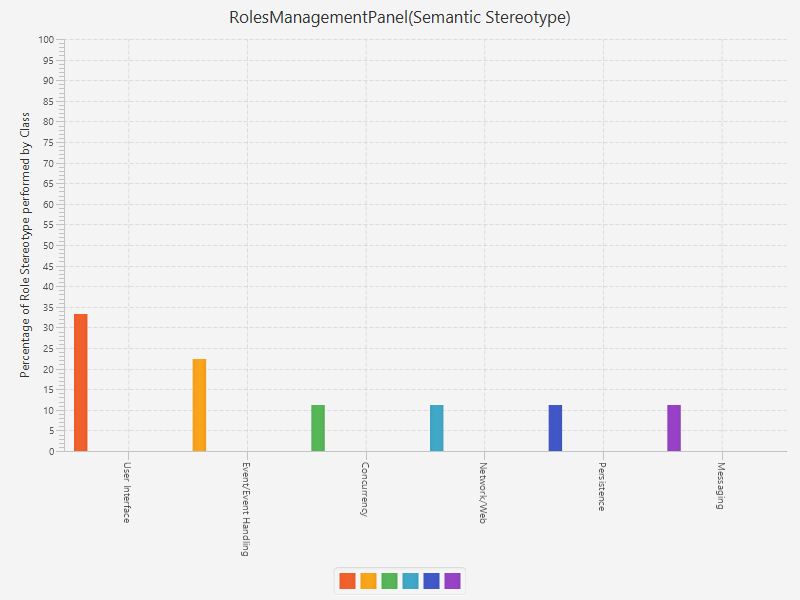 RolesManagementPanel(Semantic Stereotype)
Percentage of Role Stereotype performed by Class
100
95
90
85
80
75
70
65
60
55
50
45
40
35
30
25
20
15
10
5
0
User Interface
Event/Event Handling
Concurrency
Network/Web
Persistence
Messaging